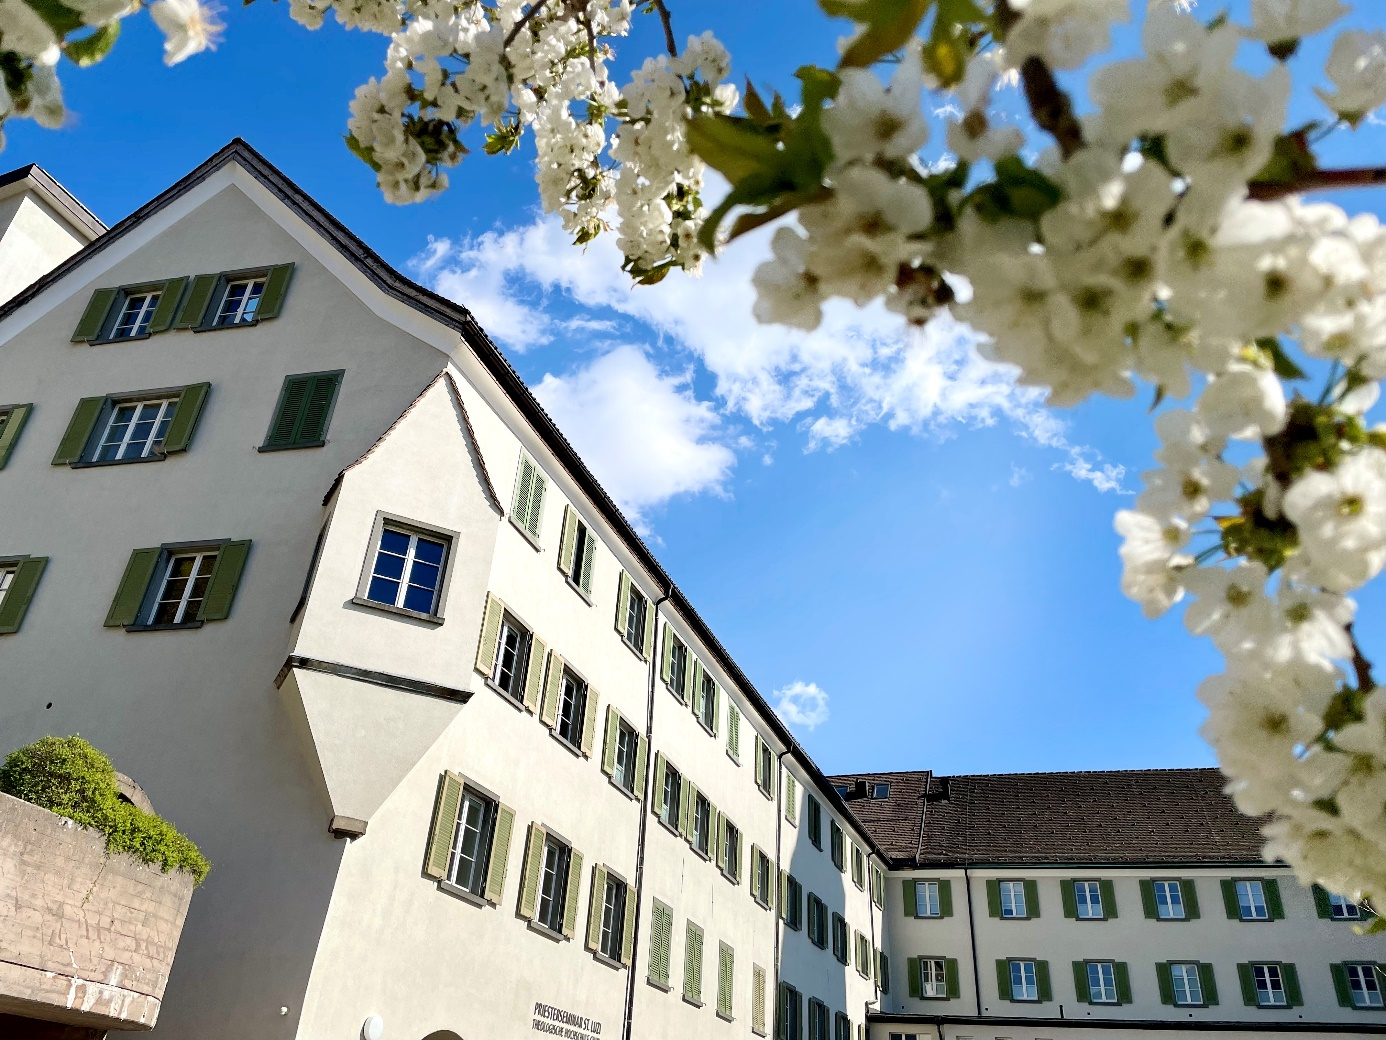 PRIESTERSEMINAR ST. LUZI
THEOLOGISCHE HOCHSCHULE